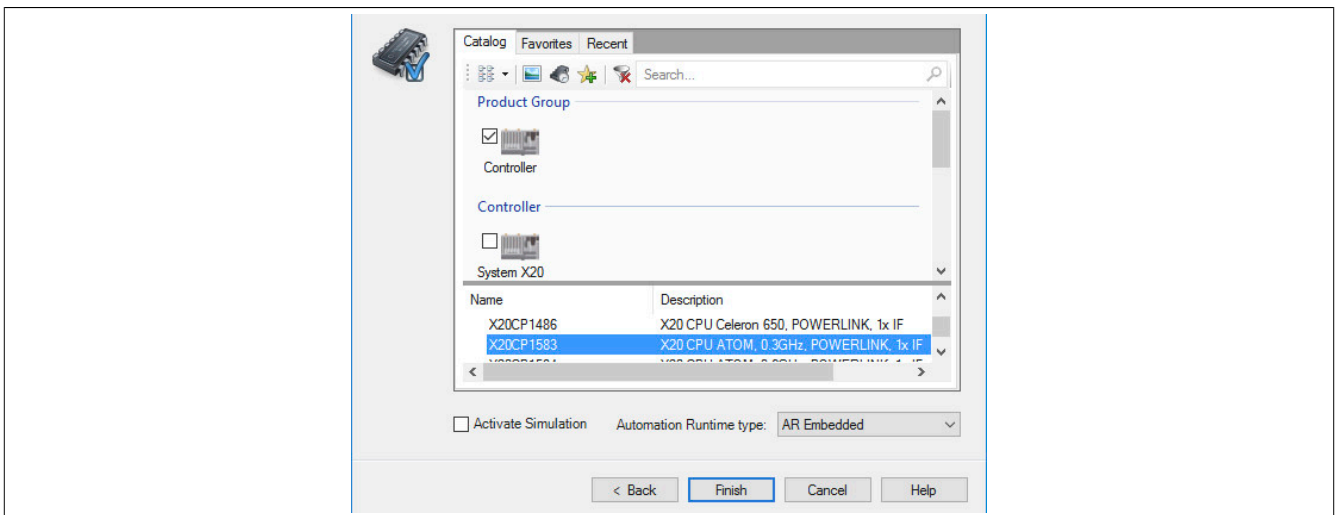 Catalog Favorites Recent
Search...
Product Group
Controller
Controller
System X20
Name Description
X20CP1486 X20 CPU Celeron 650, POWERLINK, 1x IF
X20CP1583 X20 CPU ATOM, 0.3GHz, POWERLINK, 1x IF
Activate Simulation Automation Runtime type: AR Embedded
< Back Finish Cancel Help